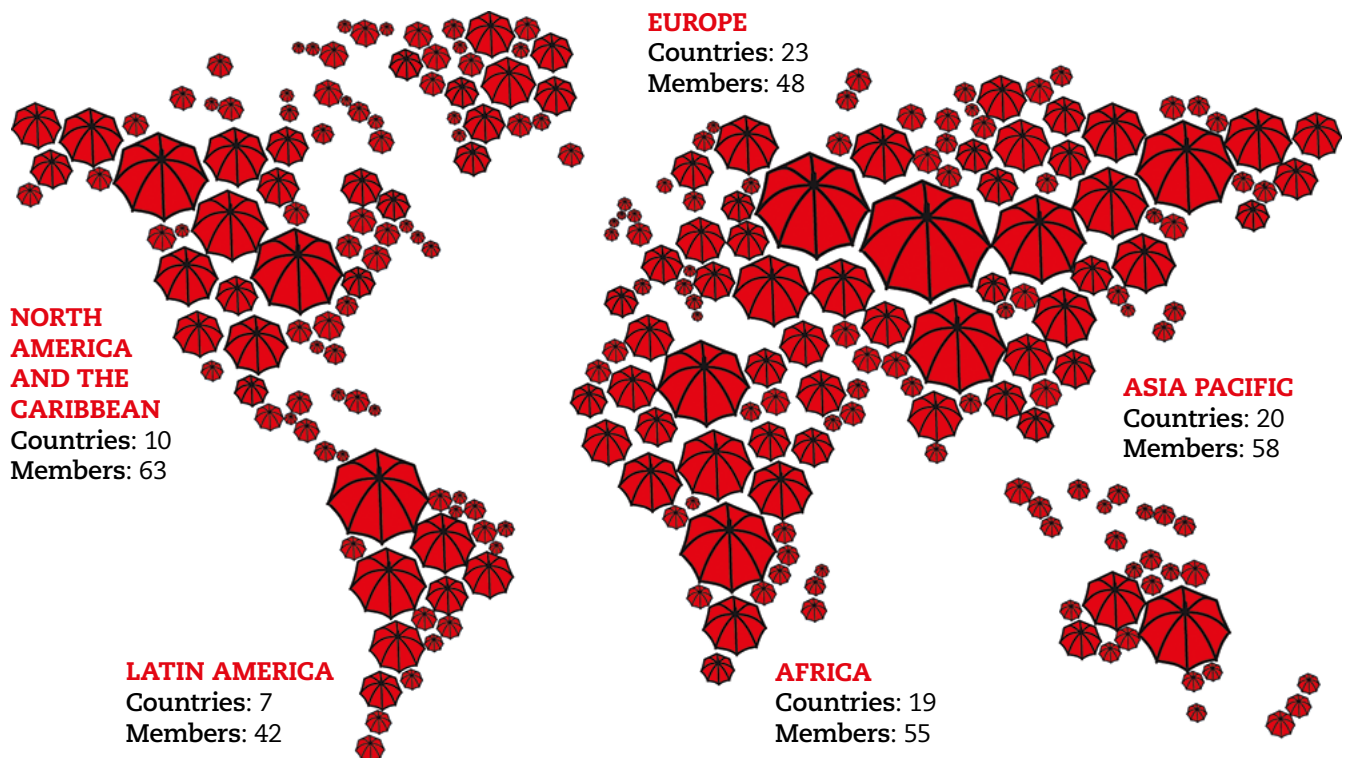 EUROPE
Countries: 23
Members: 48
NORTH
AMERICA
AND THE
CARIBBEAN
Countries: 10
Members: 63
ASIA PACIFIC
Countries: 20
Members: 58
LATIN AMERICA
Countries: 7
Members: 42
AFRICA
Countries: 19
Members: 55